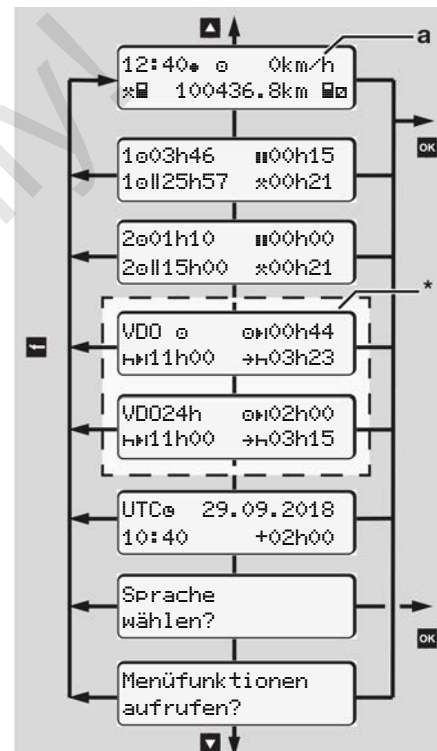 a
12:40 0km/h
100436.8km
OK
1 03h46 00h15
1 25h57 00h21
2 01h10 00h00
2 15h00 00h21
*
VDO 00h44
11h00 03h23
VDO24h 02h00
11h00 03h15
UTC 29.09.2018
10:40 +02h00
Sprache
wählen?
OK
Menüfunktionen
aufrufen?